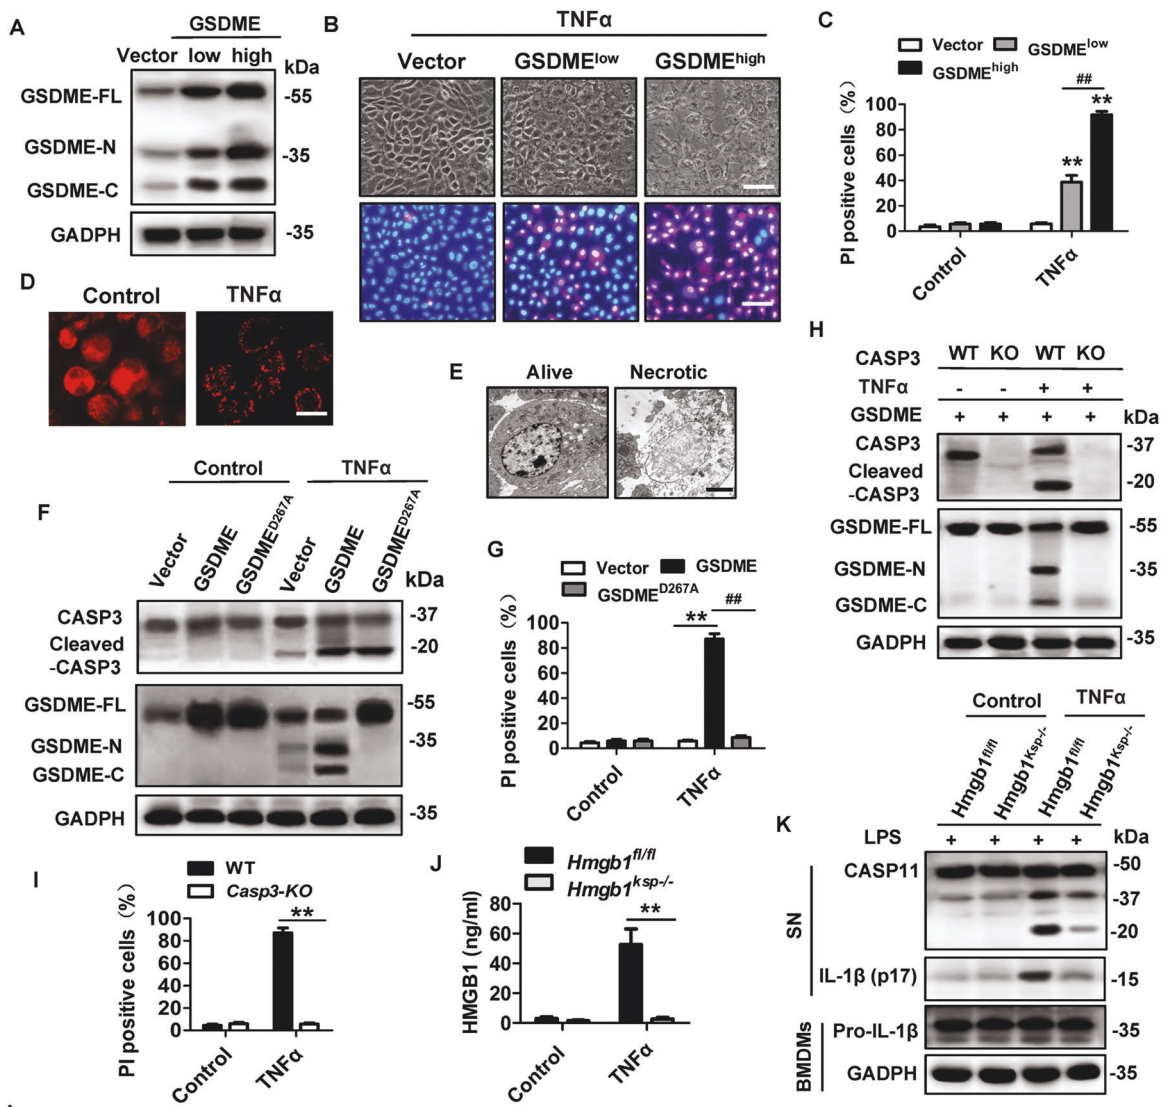 A
GSDME
Vector low high
kDa
GSDME-FL
-55
GSDME-N
-35
GSDME-C
GADPH
-35
B
TNFα
Vector
GSDMElow
GSDMEhigh
C
Vector
GSDMElow
GSDMEhigh
PI positive cells (%)
100
80
60
40
20
0
##
**
**
Control
TNFα
D
Control
TNFα
E
Alive
Necrotic
F
Control
TNFα
Vector
GSDME
GSDMED267A
Vector
GSDME
GSDMED267A
kDa
CASP3
-37
Cleaved
-CASP3
-20
GSDME-FL
-55
GSDME-N
-35
GSDME-C
GADPH
-35
G
Vector
GSDME
GSDMED267A
PI positive cells (%)
100
80
60
40
20
0
**
##
Control
TNFα
H
CASP3 WT KO WT KO
TNFα - - + +
GSDME + + + +
kDa
CASP3
-37
Cleaved
-CASP3
-20
GSDME-FL
-55
GSDME-N
-35
GSDME-C
GADPH
-35
I
WT
Casp3-KO
PI positive cells (%)
100
80
60
40
20
0
**
Control
TNFα
J
Hmgb1fl/fl
Hmgb1ksp-/-
HMGB1 (ng/ml)
80
60
40
20
0
**
Control
TNFα
K
Control
TNFα
Hmgb1fl/fl
Hmgb1Ksp-/-
Hmgb1fl/fl
Hmgb1Ksp-/-
LPS + + + +
kDa
SN
CASP11
-50
-37
-20
IL-1β (p17)
-15
BMDMs
Pro-IL-1β
-35
GADPH
-35